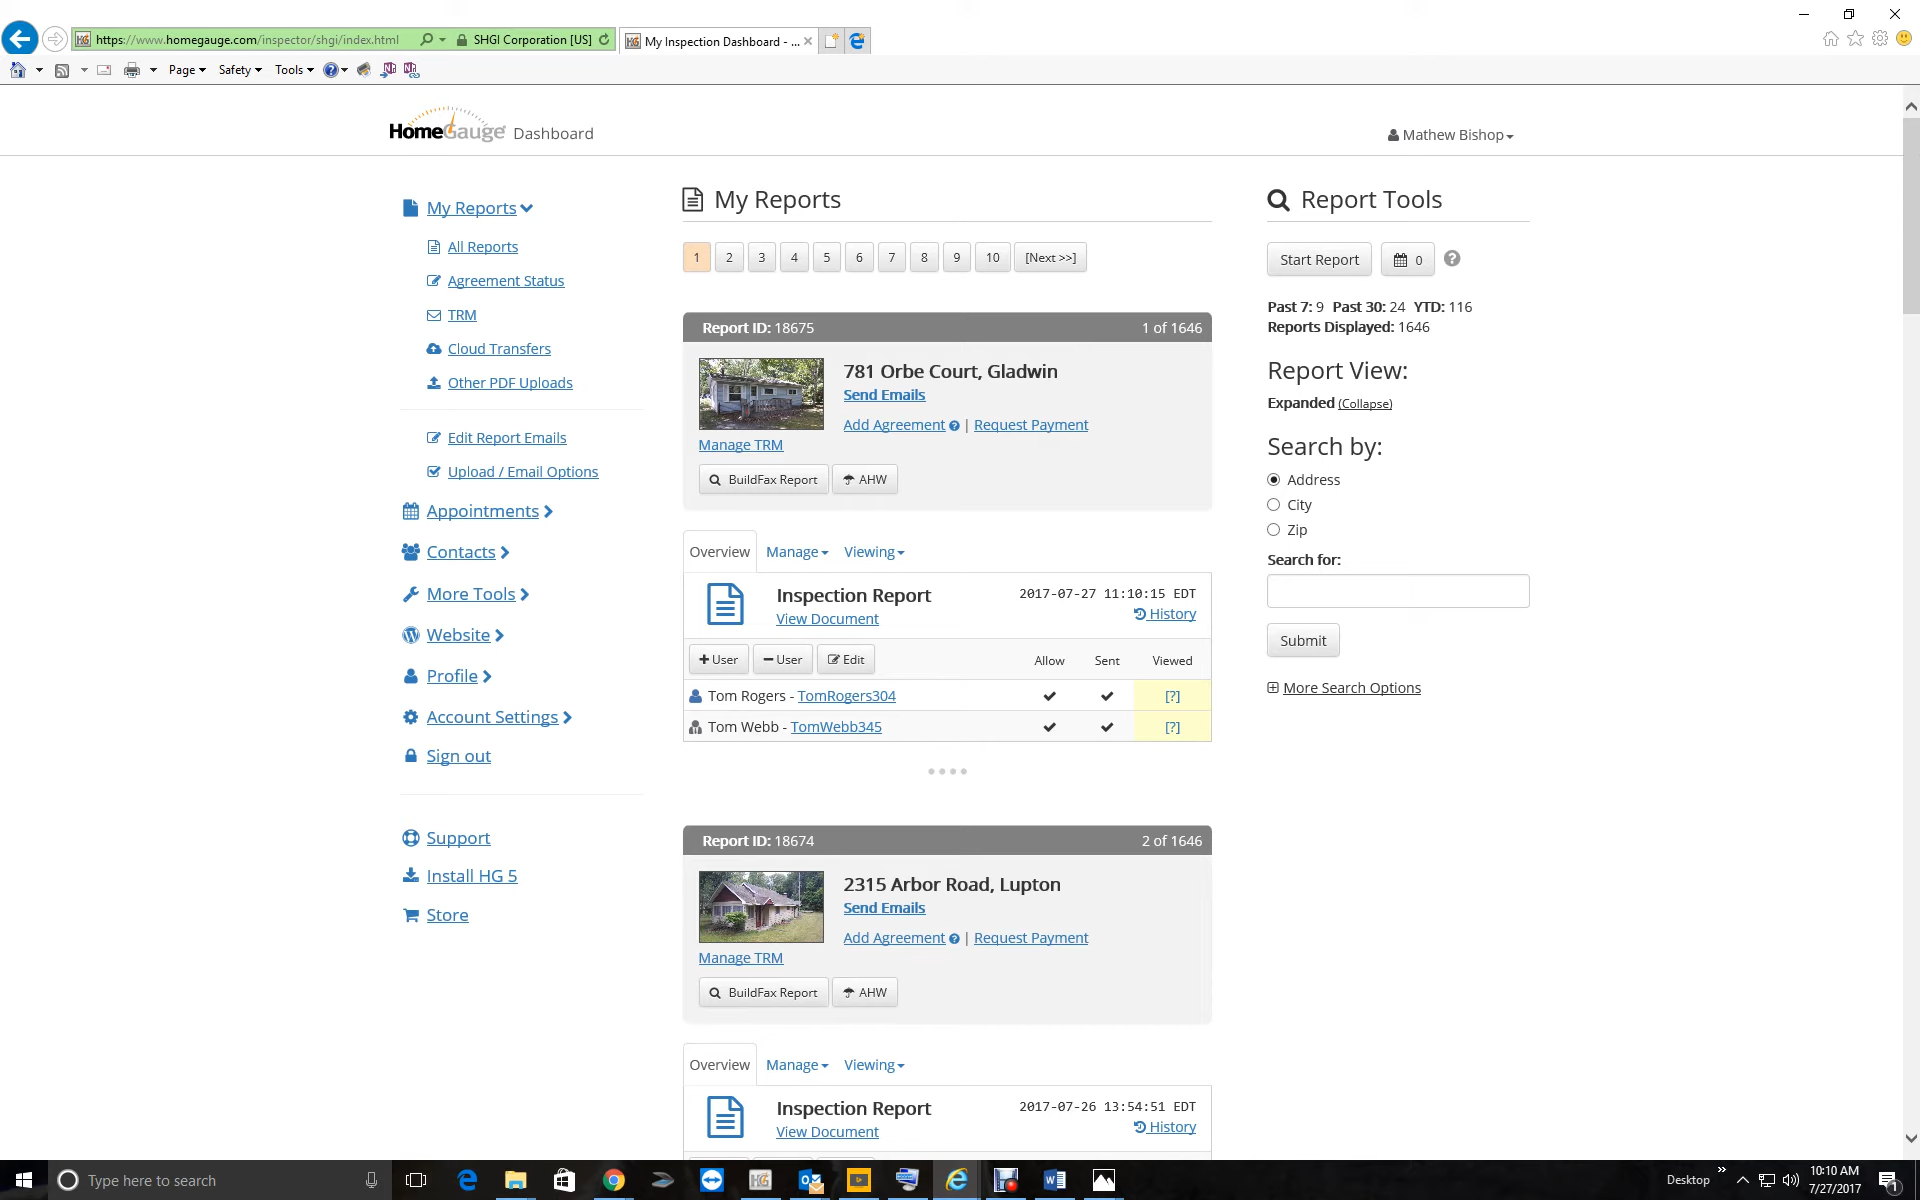 https://www.homegauge.com/inspector/shgi/index.html
SHGI Corporation [US]
My Inspection Dashboard - ...
Page
Safety
Tools
HomeGauge Dashboard
Mathew Bishop
My Reports
All Reports
Agreement Status
TRM
Cloud Transfers
Other PDF Uploads
Edit Report Emails
Upload / Email Options
Appointments
Contacts
More Tools
Website
Profile
Account Settings
Sign out
Support
Install HG 5
Store
My Reports
1 2 3 4 5 6 7 8 9 10 [Next >>]
Report ID: 18675 1 of 1646
781 Orbe Court, Gladwin
Send Emails
Add Agreement ? | Request Payment
Manage TRM
BuildFax Report AHW
Overview Manage Viewing
Inspection Report 2017-07-27 11:10:15 EDT
View Document History
+ User − User Edit Allow Sent Viewed
Tom Rogers - TomRogers304 [?]
Tom Webb - TomWebb345 [?]
Report ID: 18674 2 of 1646
2315 Arbor Road, Lupton
Send Emails
Add Agreement ? | Request Payment
Manage TRM
BuildFax Report AHW
Overview Manage Viewing
Inspection Report 2017-07-26 13:54:51 EDT
View Document History
Report Tools
Start Report 0 ?
Past 7: 9 Past 30: 24 YTD: 116
Reports Displayed: 1646
Report View:
Expanded (Collapse)
Search by:
Address
City
Zip
Search for:
Submit
More Search Options
Type here to search
Desktop
10:10 AM
7/27/2017
1